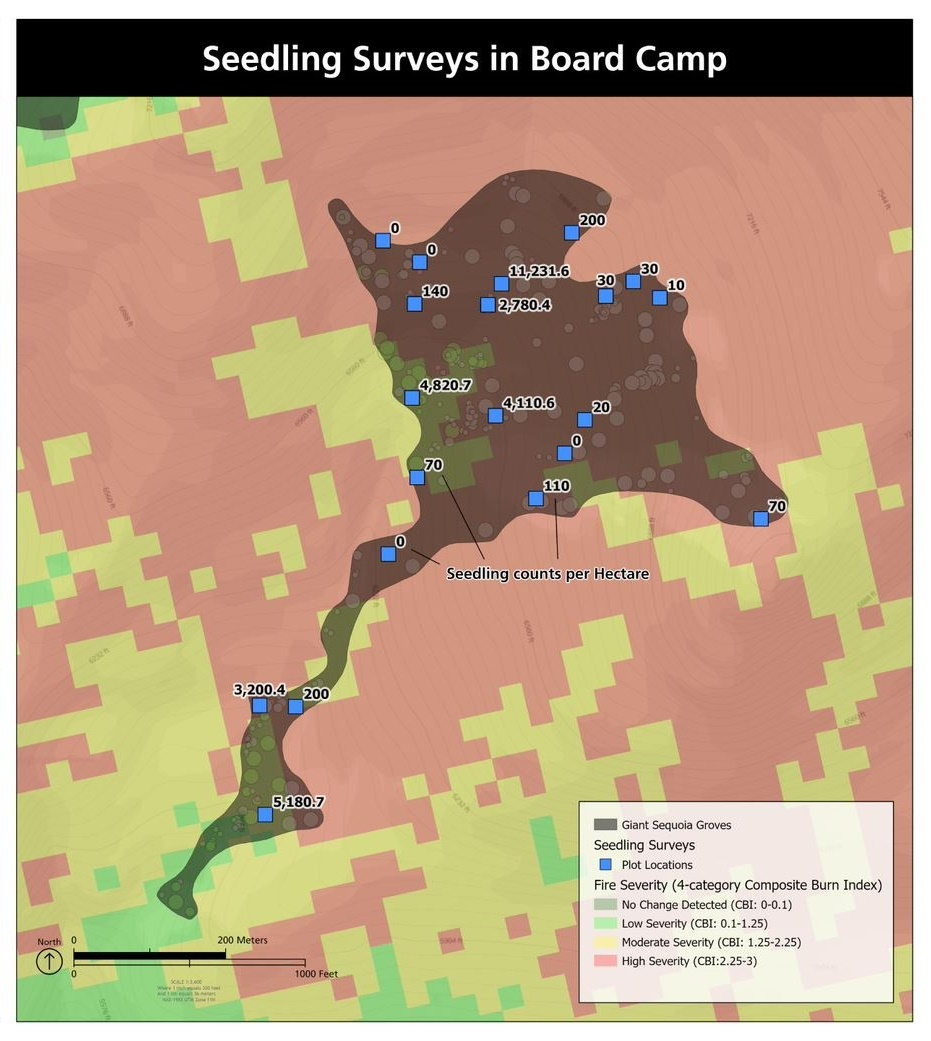 Seedling Surveys in Board Camp
0
200
0
11,231.6
30
30
10
140
2,780.4
4,820.7
4,110.6
20
0
70
110
70
0
Seedling counts per Hectare
3,200.4
200
5,180.7
Giant Sequoia Groves
Seedling Surveys
Plot Locations
Fire Severity (4-category Composite Burn Index)
No Change Detected (CBI: 0-0.1)
Low Severity (CBI: 0.1-1.25)
Moderate Severity (CBI: 1.25-2.25)
High Severity (CBI:2.25-3)
North
0
200 Meters
0
1000 Feet